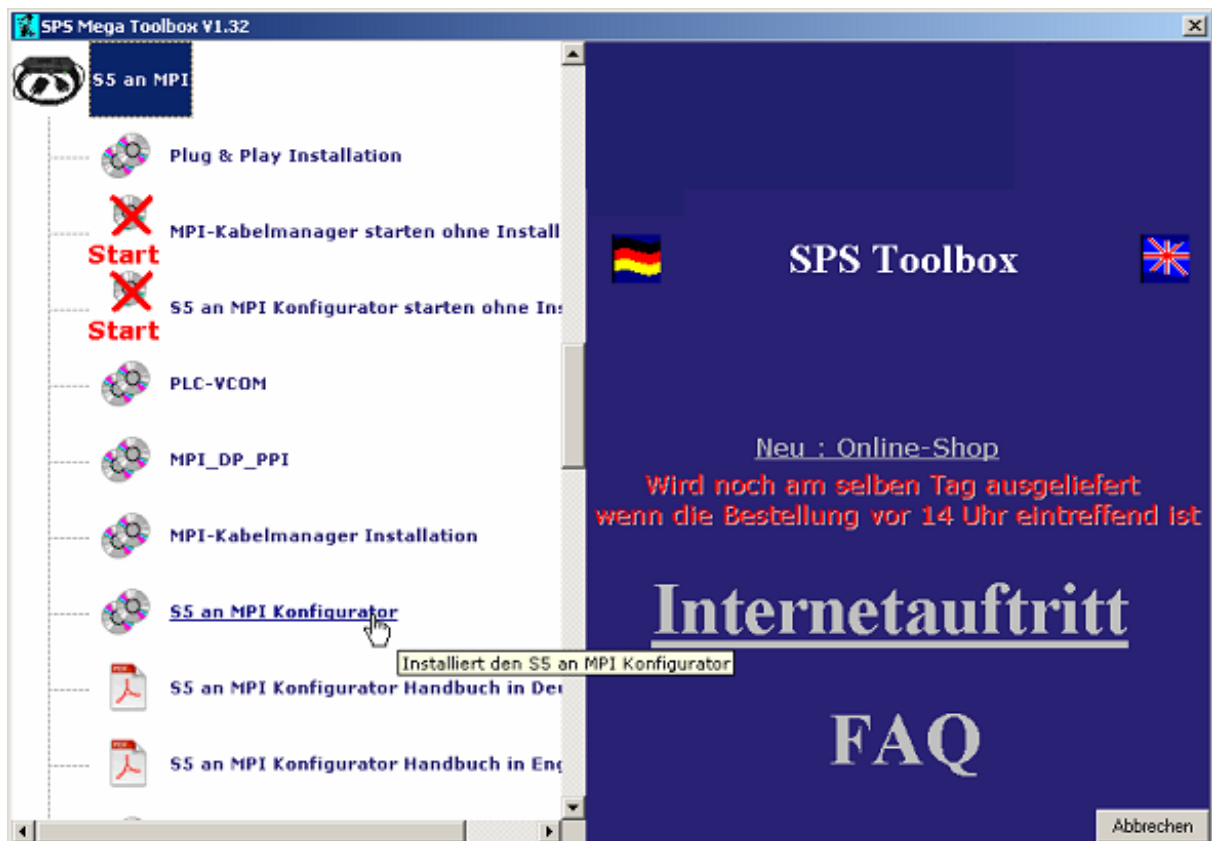 SPS Mega Toolbox V1.32
S5 an MPI
Plug & Play Installation
MPI-Kabelmanager starten ohne Install
Start
S5 an MPI Konfigurator starten ohne Ins
Start
PLC-VCOM
MPI_DP_PPI
MPI-Kabelmanager Installation
S5 an MPI Konfigurator
Installiert den S5 an MPI Konfigurator
S5 an MPI Konfigurator Handbuch in Deu
S5 an MPI Konfigurator Handbuch in Eng
SPS Toolbox
Neu : Online-Shop
Wird noch am selben Tag ausgeliefert
wenn die Bestellung vor 14 Uhr eintreffend ist
Internetauftritt
FAQ
Abbrechen